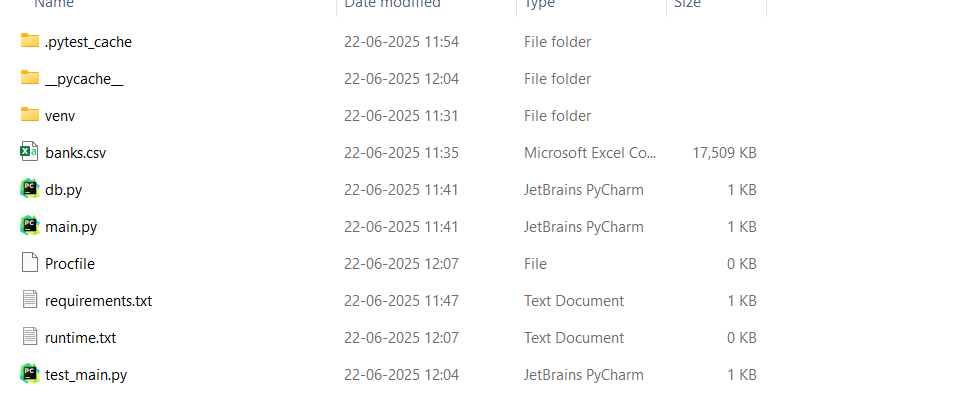 Name Date modified Type Size
.pytest_cache 22-06-2025 11:54 File folder
__pycache__ 22-06-2025 12:04 File folder
venv 22-06-2025 11:31 File folder
banks.csv 22-06-2025 11:35 Microsoft Excel Co... 17,509 KB
db.py 22-06-2025 11:41 JetBrains PyCharm 1 KB
main.py 22-06-2025 11:41 JetBrains PyCharm 1 KB
Procfile 22-06-2025 12:07 File 0 KB
requirements.txt 22-06-2025 11:47 Text Document 1 KB
runtime.txt 22-06-2025 12:07 Text Document 0 KB
test_main.py 22-06-2025 12:04 JetBrains PyCharm 1 KB